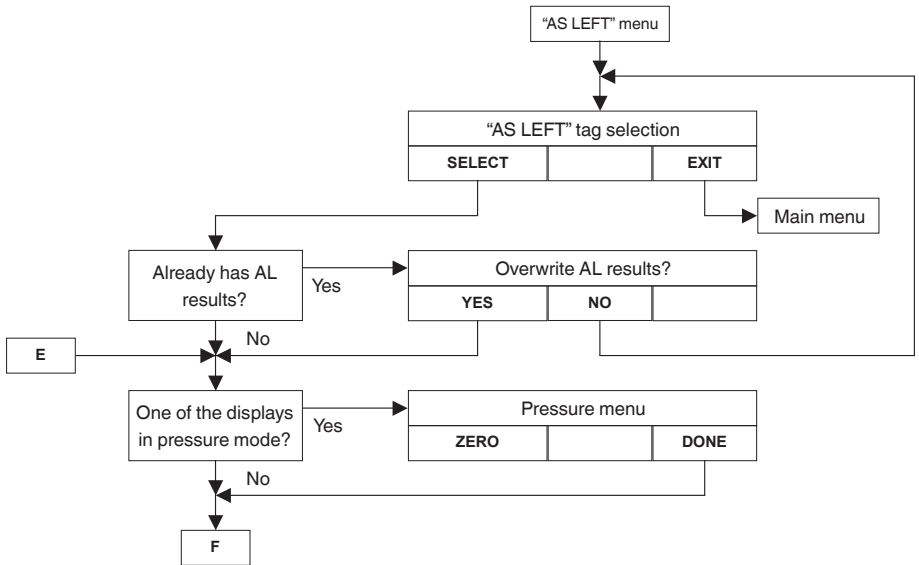 “AS LEFT” menu
“AS LEFT” tag selection
SELECT EXIT
Main menu
Already has AL
results?
Yes
Overwrite AL results?
YES NO
No
E
One of the displays
in pressure mode?
Yes
Pressure menu
ZERO DONE
No
F